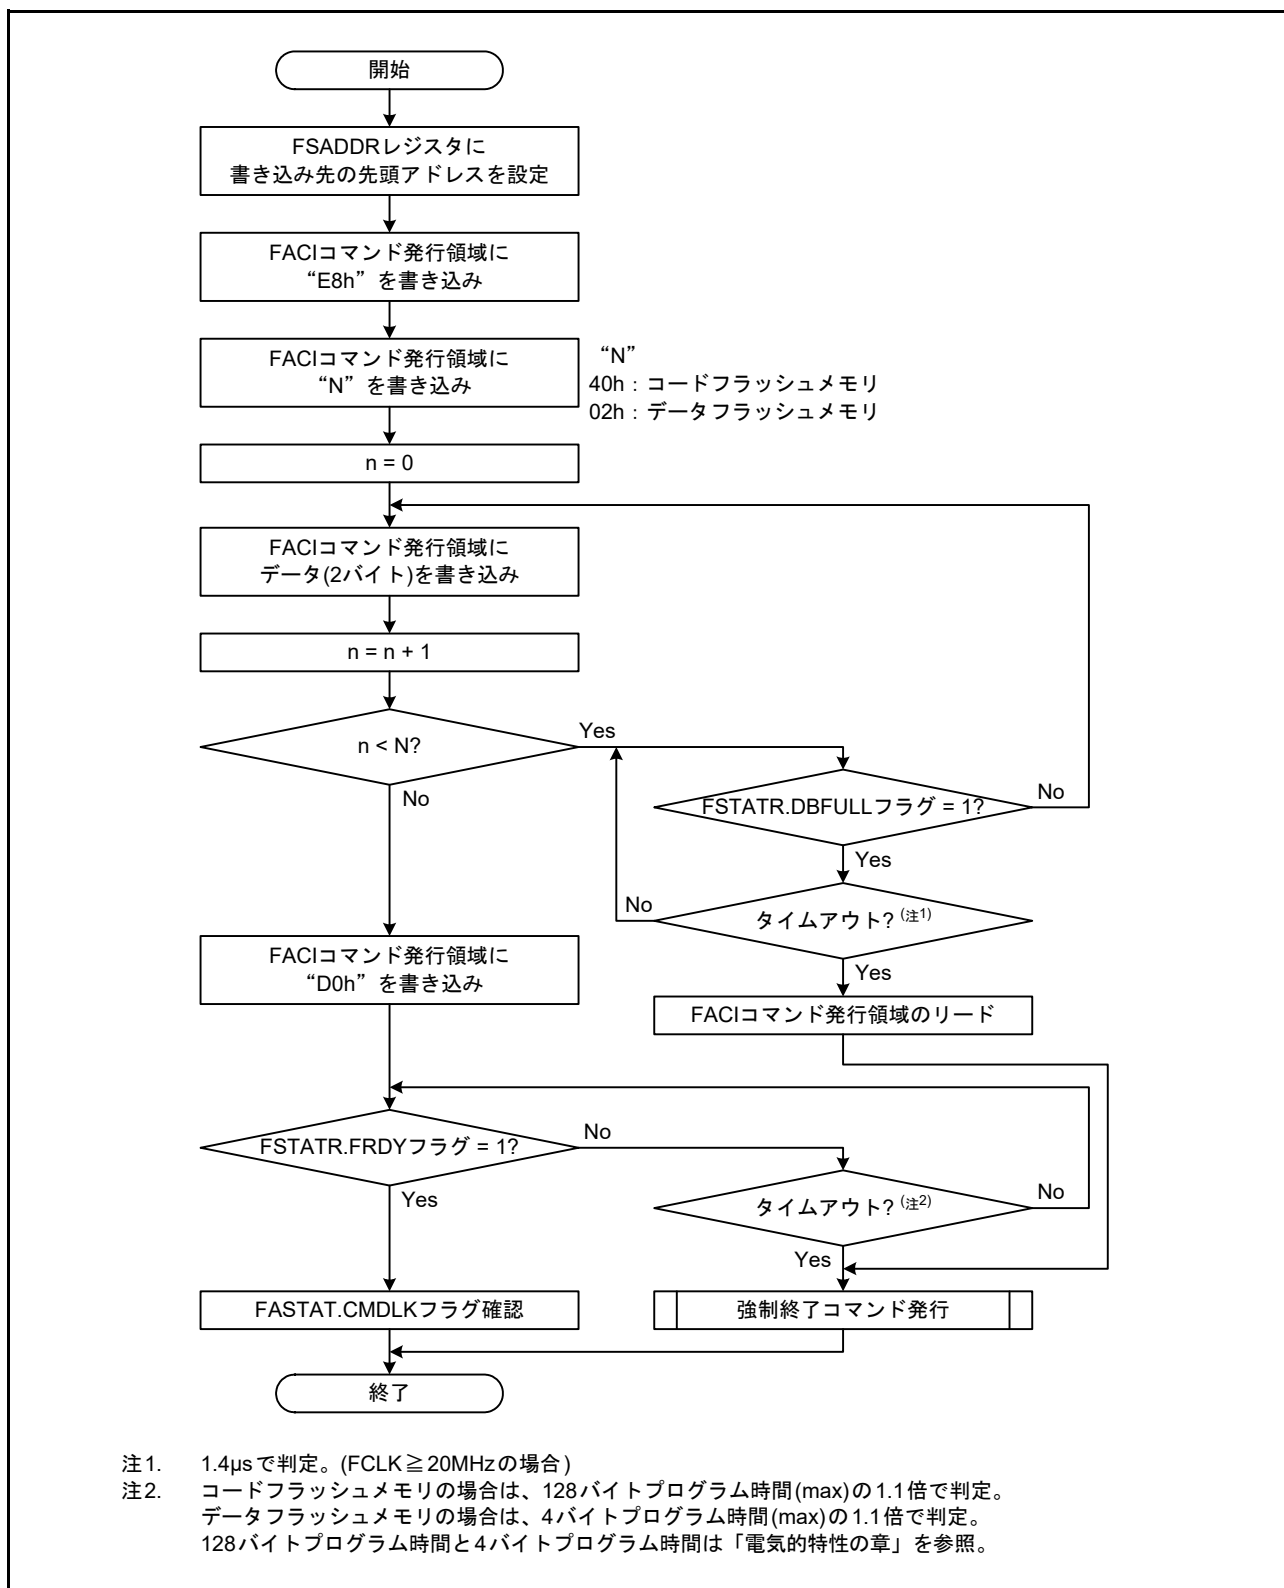 開始
FSADDRレジスタに
書き込み先の先頭アドレスを設定
FACIコマンド発行領域に
“E8h”を書き込み
FACIコマンド発行領域に
“N”を書き込み
“N”
40h：コードフラッシュメモリ
02h：データフラッシュメモリ
n = 0
FACIコマンド発行領域に
データ(2バイト)を書き込み
n = n + 1
n < N?
Yes
No
FSTATR.DBFULLフラグ = 1?
No
Yes
タイムアウト? (注1)
No
Yes
FACIコマンド発行領域に
“D0h”を書き込み
FACIコマンド発行領域のリード
FSTATR.FRDYフラグ = 1?
No
Yes
タイムアウト? (注2)
No
Yes
FASTAT.CMDLKフラグ確認
強制終了コマンド発行
終了
注1. 1.4µsで判定。(FCLK≧20MHzの場合)
注2. コードフラッシュメモリの場合は、128バイトプログラム時間(max)の1.1倍で判定。
データフラッシュメモリの場合は、4バイトプログラム時間(max)の1.1倍で判定。
128バイトプログラム時間と4バイトプログラム時間は「電気的特性の章」を参照。